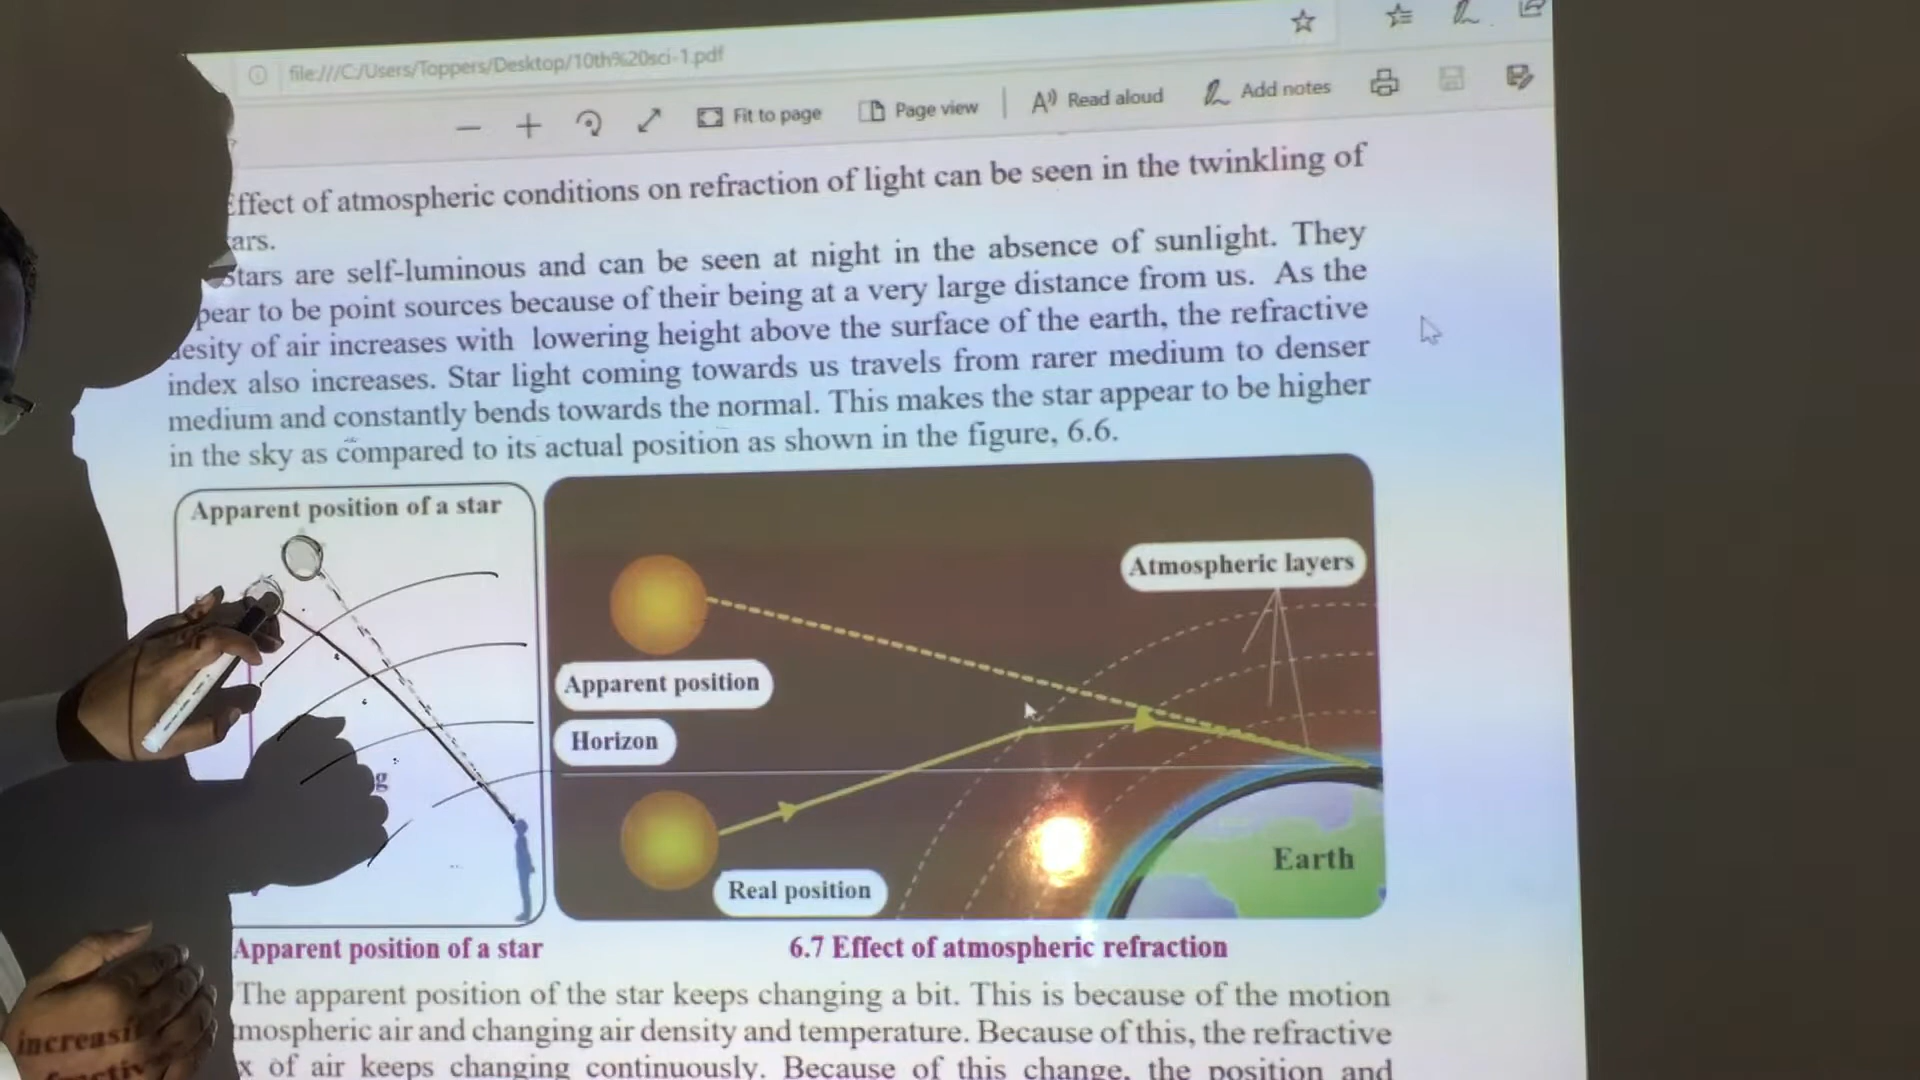 file:///C:/Users/Toppers/Desktop/10th%20sci-1.pdf
Fit to page
Page view
Read aloud
Add notes
Effect of atmospheric conditions on refraction of light can be seen in the twinkling of
ars.
Stars are self-luminous and can be seen at night in the absence of sunlight. They
pear to be point sources because of their being at a very large distance from us. As the
esity of air increases with lowering height above the surface of the earth, the refractive
index also increases. Star light coming towards us travels from rarer medium to denser
medium and constantly bends towards the normal. This makes the star appear to be higher
in the sky as compared to its actual position as shown in the figure, 6.6.
Apparent position of a star
g
Atmospheric layers
Apparent position
Horizon
Real position
Earth
Apparent position of a star
6.7 Effect of atmospheric refraction
The apparent position of the star keeps changing a bit. This is because of the motion
mospheric air and changing air density and temperature. Because of this, the refractive
x of air keeps changing continuously. Because of this change, the position and
increasi